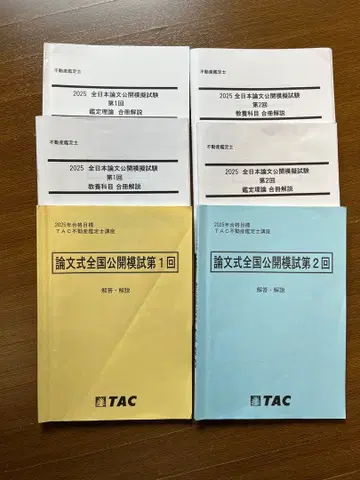 不動産鑑定士
2025 全日本論文公開模擬試験
第1回
鑑定理論 合冊解説
不動産鑑定士
2025 全日本論文公開模擬試験
第2回
教養科目 合冊解説
不動産鑑定士
2025 全日本論文公開模擬試験
第1回
教養科目 合冊解説
不動産鑑定士
2025 全日本論文公開模擬試験
第2回
鑑定理論 合冊解説
2025年合格目標
TAC不動産鑑定士講座
論文式全国公開模試第1回
解答・解説
TAC
2025年合格目標
TAC不動産鑑定士講座
論文式全国公開模試第2回
解答・解説
TAC